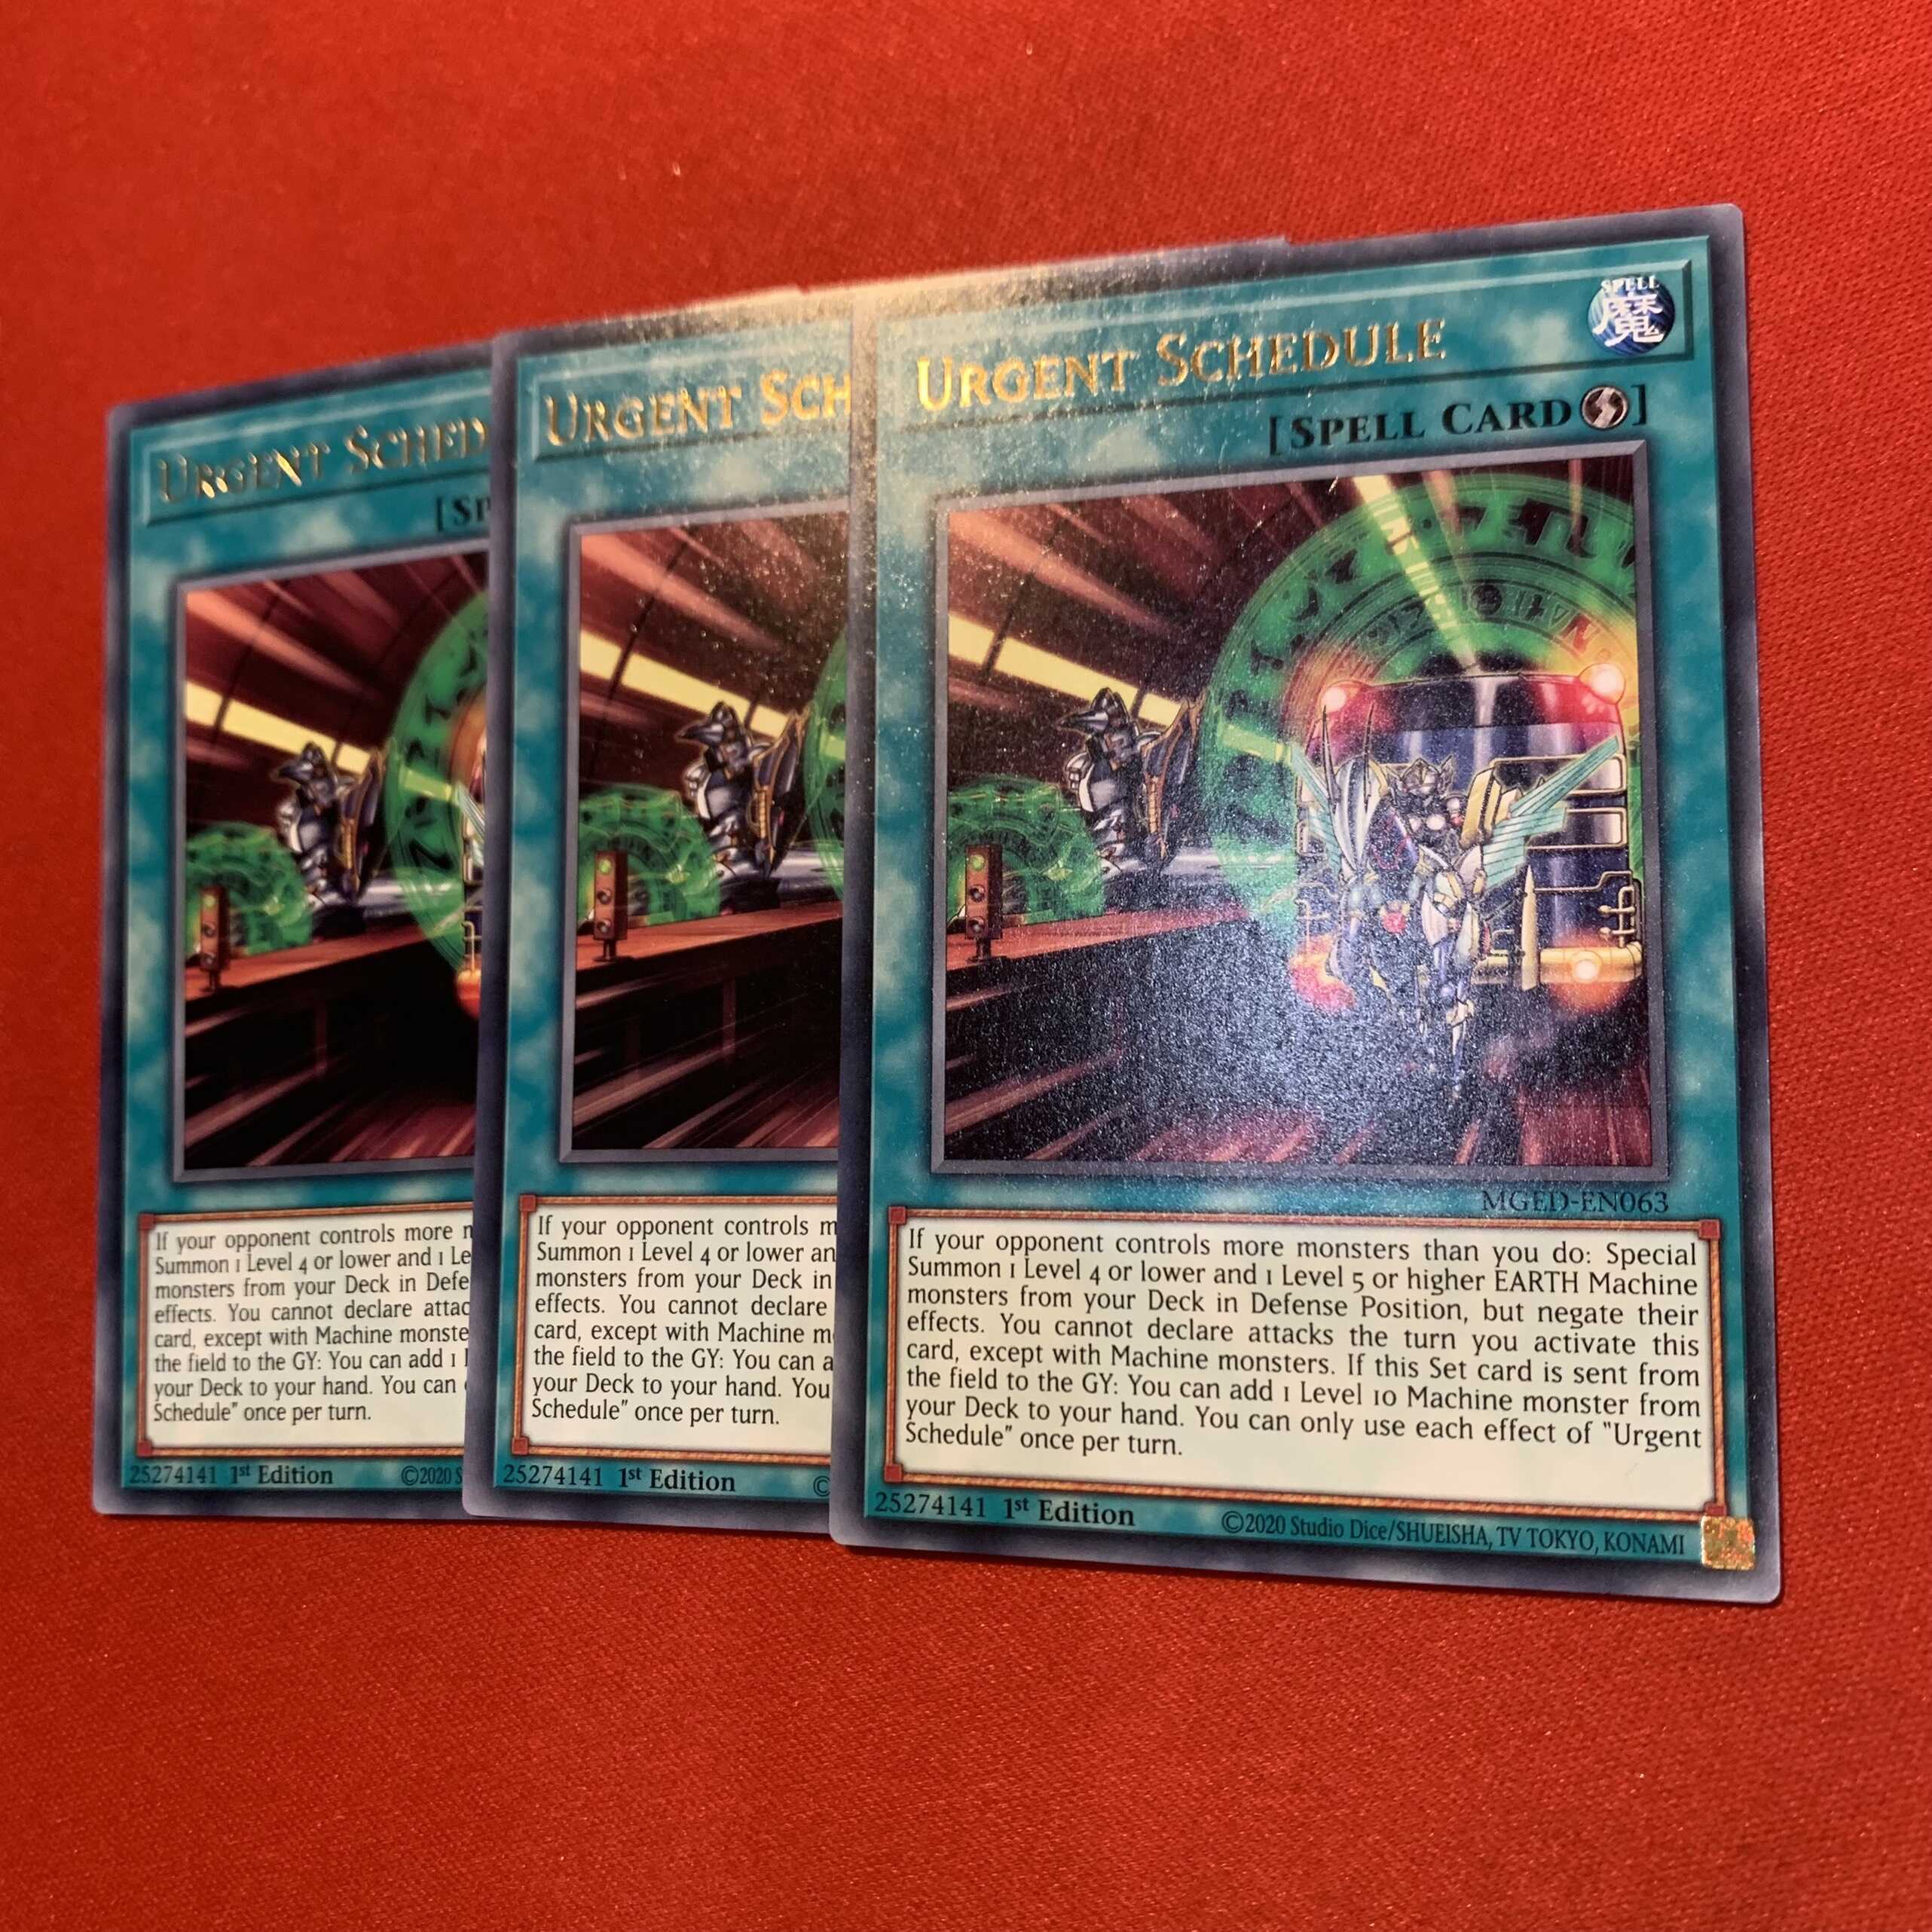 URGENT SCHED
[SP
If your opponent controls more
Summon 1 Level 4 or lower and 1 Le
monsters from your Deck in Defe
effects. You cannot declare attac
card, except with Machine monste
the field to the GY: You can add 1
your Deck to your hand. You can
Schedule" once per turn.
25274141 1st Edition
©2020 S
URGENT SCH
If your opponent controls m
Summon 1 Level 4 or lower an
monsters from your Deck in
effects. You cannot declare
card, except with Machine m
the field to the GY: You can a
your Deck to your hand. You
Schedule" once per turn.
25274141 1st Edition
©
URGENT SCHEDULE
SPELL
魔
[SPELL CARD]
MGED-EN063
If your opponent controls more monsters than you do: Special
Summon 1 Level 4 or lower and 1 Level 5 or higher EARTH Machine
monsters from your Deck in Defense Position, but negate their
effects. You cannot declare attacks the turn you activate this
card, except with Machine monsters. If this Set card is sent from
the field to the GY: You can add 1 Level 10 Machine monster from
your Deck to your hand. You can only use each effect of "Urgent
Schedule" once per turn.
25274141 1st Edition
©2020 Studio Dice/SHUEISHA, TV TOKYO, KONAMI